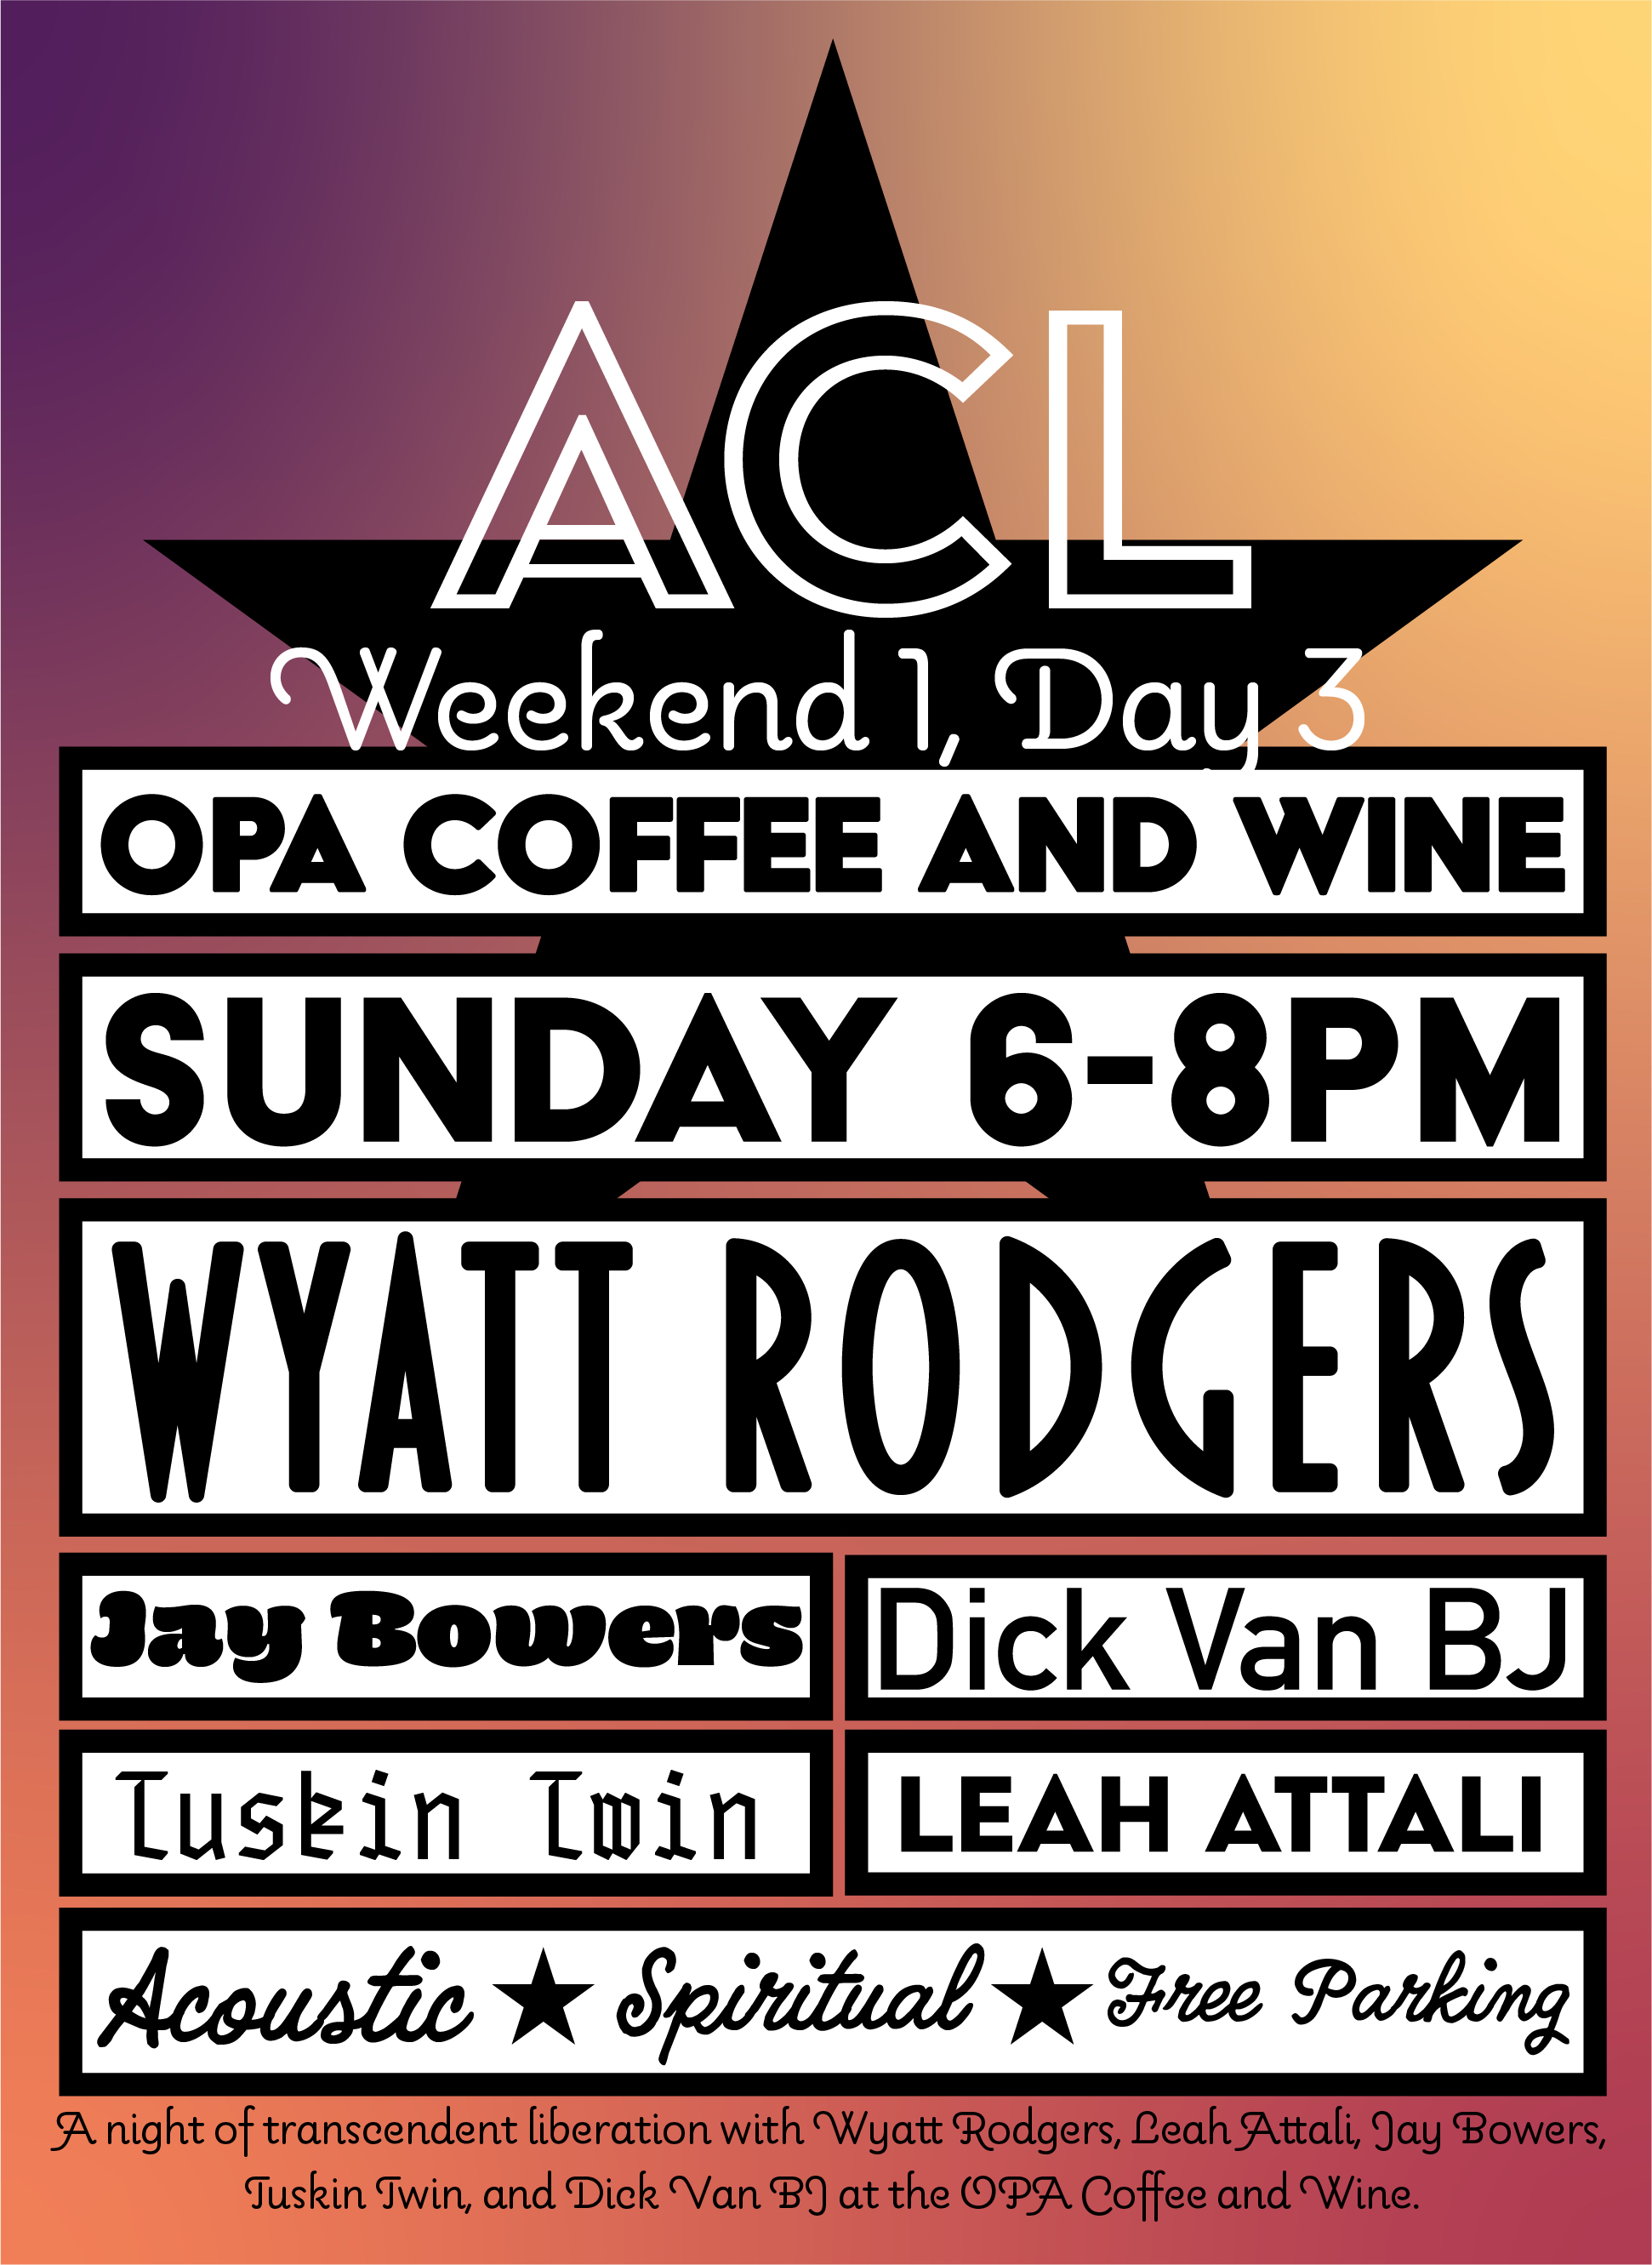 ACL
Weekend 1, Day 3
OPA COFFEE AND WINE
SUNDAY 6-8PM
WYATT RODGERS
Jay Bowers
Dick Van BJ
Tuskin Twin
LEAH ATTALI
Acoustic ★ Spiritual ★ Free Parking
A night of transcendent liberation with Wyatt Rodgers, Leah Attali, Jay Bowers,
Tuskin Twin, and Dick Van BJ at the OPA Coffee and Wine.